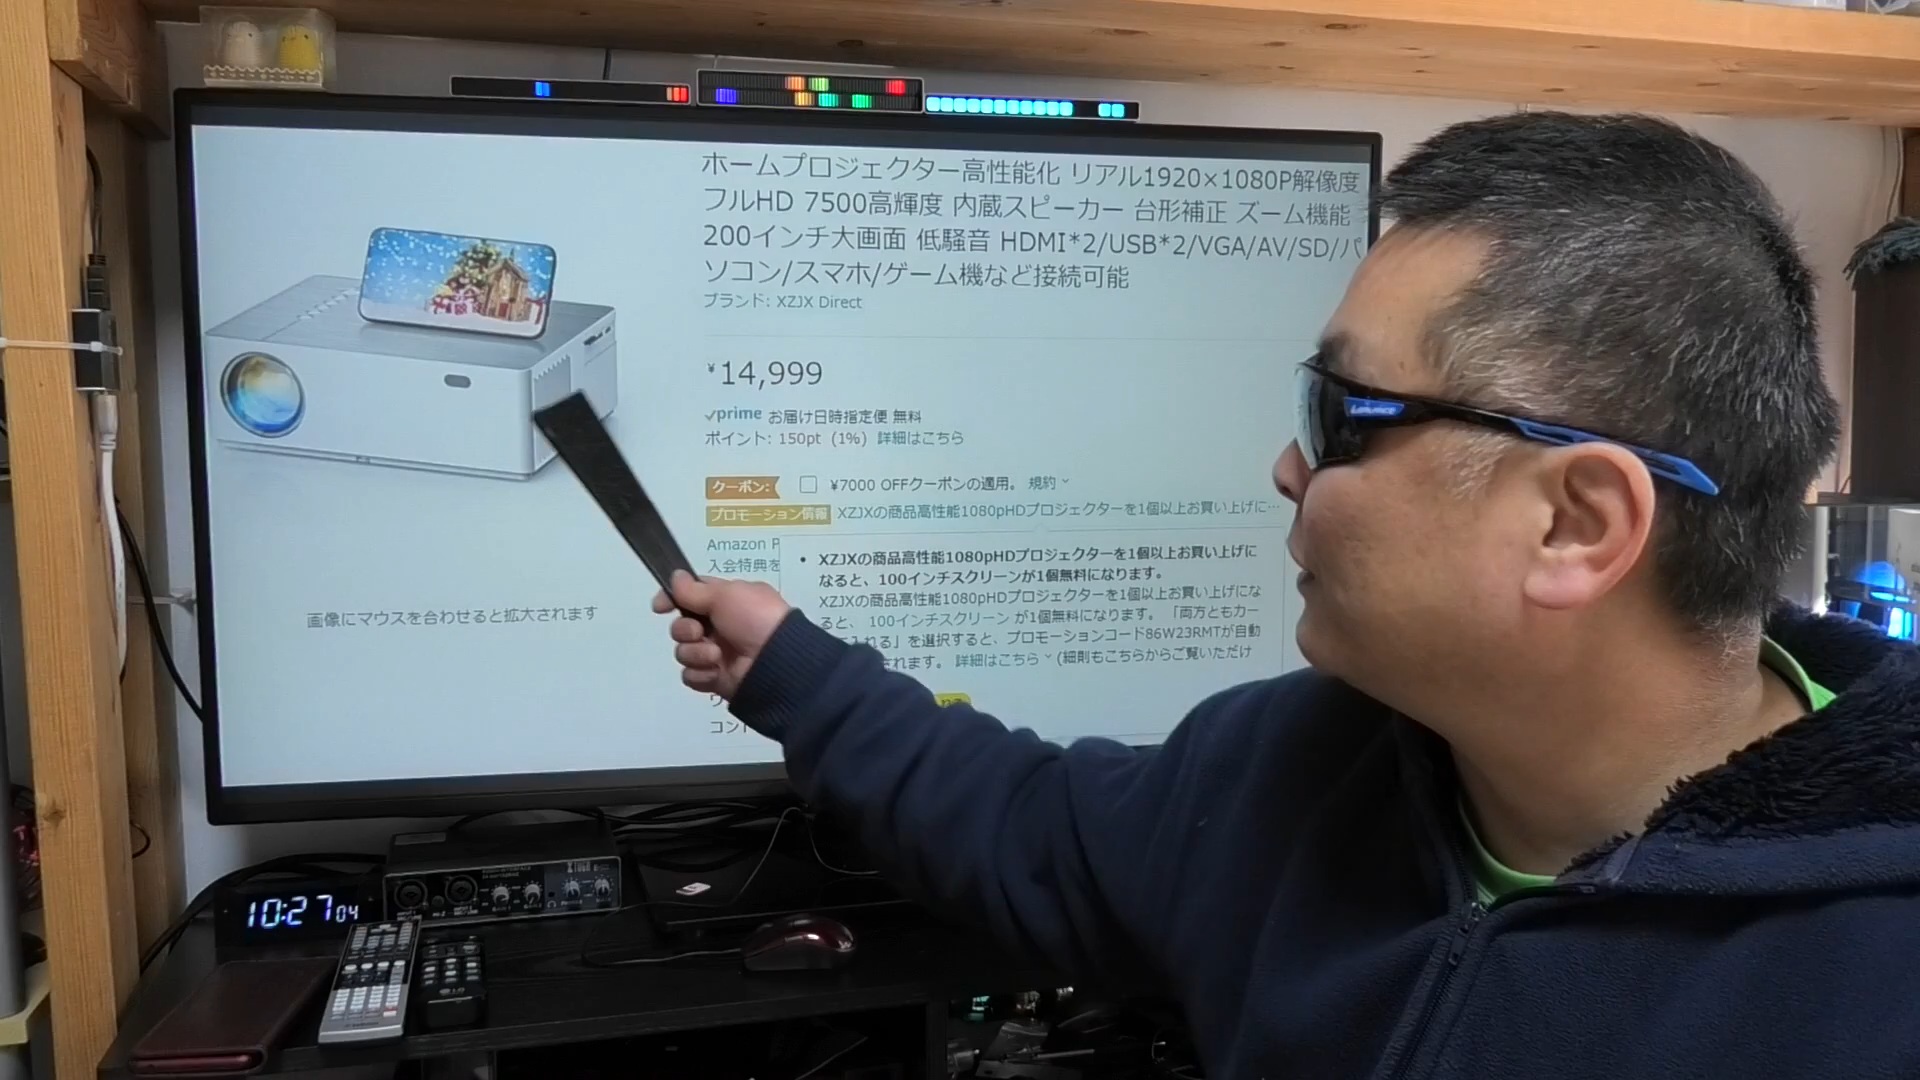 ホームプロジェクター高性能化 リアル1920×1080P解像度
フルHD 7500高輝度 内蔵スピーカー 台形補正 ズーム機能
200インチ大画面 低騒音 HDMI*2/USB*2/VGA/AV/SD/パ
ソコン/スマホ/ゲーム機など接続可能
ブランド: XZJX Direct
¥14,999
prime お届け日時指定便 無料
ポイント: 150pt (1%) 詳細はこちら
クーポン: ¥7000 OFFクーポンの適用。 規約
プロモーション情報 XZJXの商品高性能1080pHDプロジェクターを1個以上お買い上げに…
Amazon P
入会特典を
• XZJXの商品高性能1080pHDプロジェクターを1個以上お買い上げに
なると、100インチスクリーンが1個無料になります。
XZJXの商品高性能1080pHDプロジェクターを1個以上お買い上げにな
ると、 100インチスクリーン が1個無料になります。 「両方ともカー
入れる」を選択すると、プロモーションコード86W23RMTが自動
されます。 詳細はこちら (細則もこちらからご覧いただけ
画像にマウスを合わせると拡大されます
コン
10:27 04